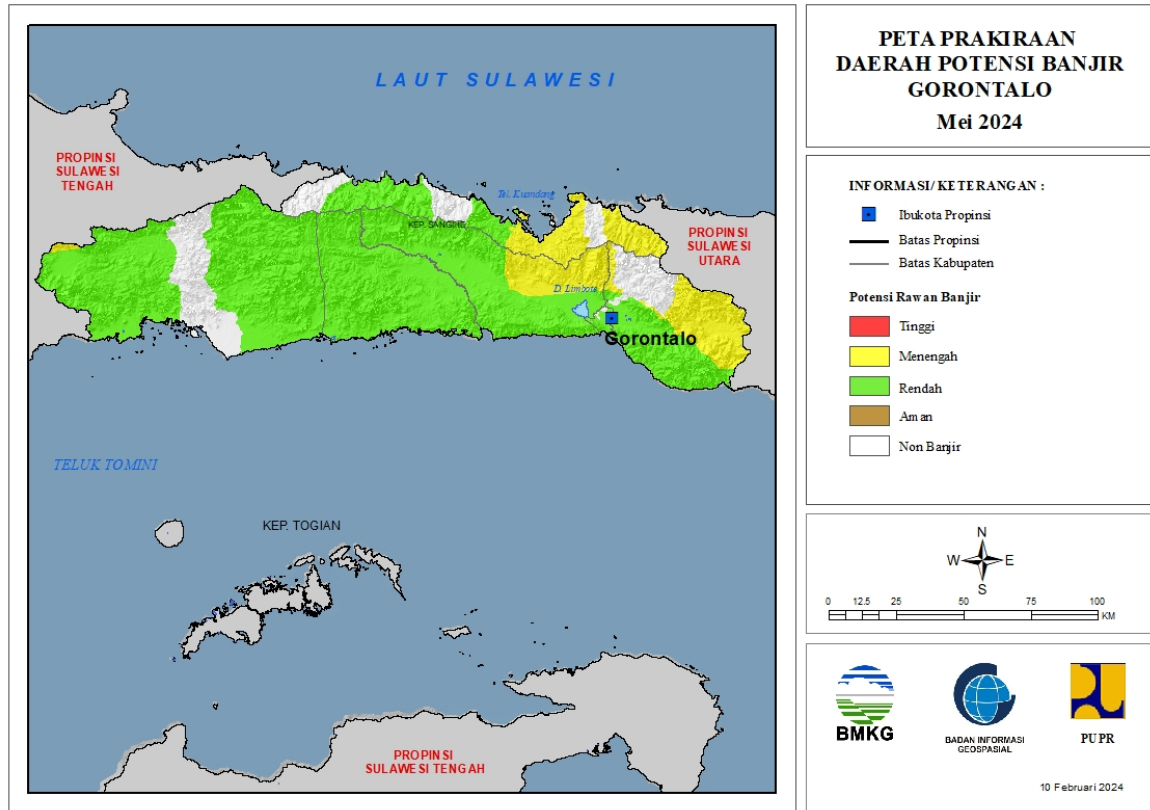 LAUT SULAWESI
PROPINSI
SULAWESI
TENGAH
Tel. Kuandang
KEP. SANGIHE
PROPINSI
SULAWESI
UTARA
D. Limboto
Gorontalo
TELUK TOMINI
KEP. TOGIAN
PROPINSI
SULAWESI TENGAH
PETA PRAKIRAAN
DAERAH POTENSI BANJIR
GORONTALO
Mei 2024
INFORMASI/ KETERANGAN :
Ibukota Propinsi
Batas Propinsi
Batas Kabupaten
Potensi Rawan Banjir
Tinggi
Menengah
Rendah
Aman
Non Banjir
N
W E
S
0 12.5 25 50 75 100
KM
BMKG
BADAN INFORMASI
GEOSPASIAL
PUPR
10 Februari 2024